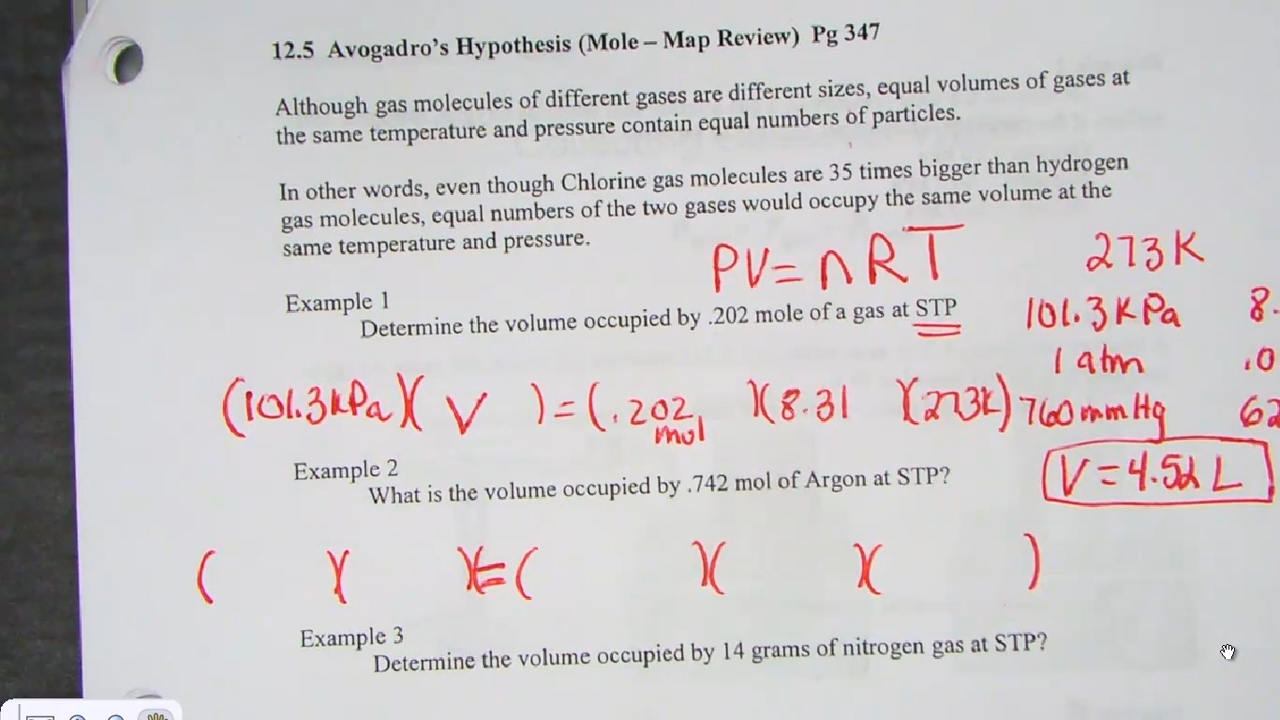 12.5 Avogadro's Hypothesis (Mole – Map Review) Pg 347
Although gas molecules of different gases are different sizes, equal volumes of gases at
the same temperature and pressure contain equal numbers of particles.
In other words, even though Chlorine gas molecules are 35 times bigger than hydrogen
gas molecules, equal numbers of the two gases would occupy the same volume at the
same temperature and pressure.
PV=nRT
273K
Example 1
Determine the volume occupied by .202 mole of a gas at STP
101.3kPa 8.
1 atm .0
(101.3kPa)( V )=(.202 mol )(8.31 )(273K) 760mmHg 62
Example 2
What is the volume occupied by .742 mol of Argon at STP?
V=4.52 L
( )( )=( )( )( )
Example 3
Determine the volume occupied by 14 grams of nitrogen gas at STP?